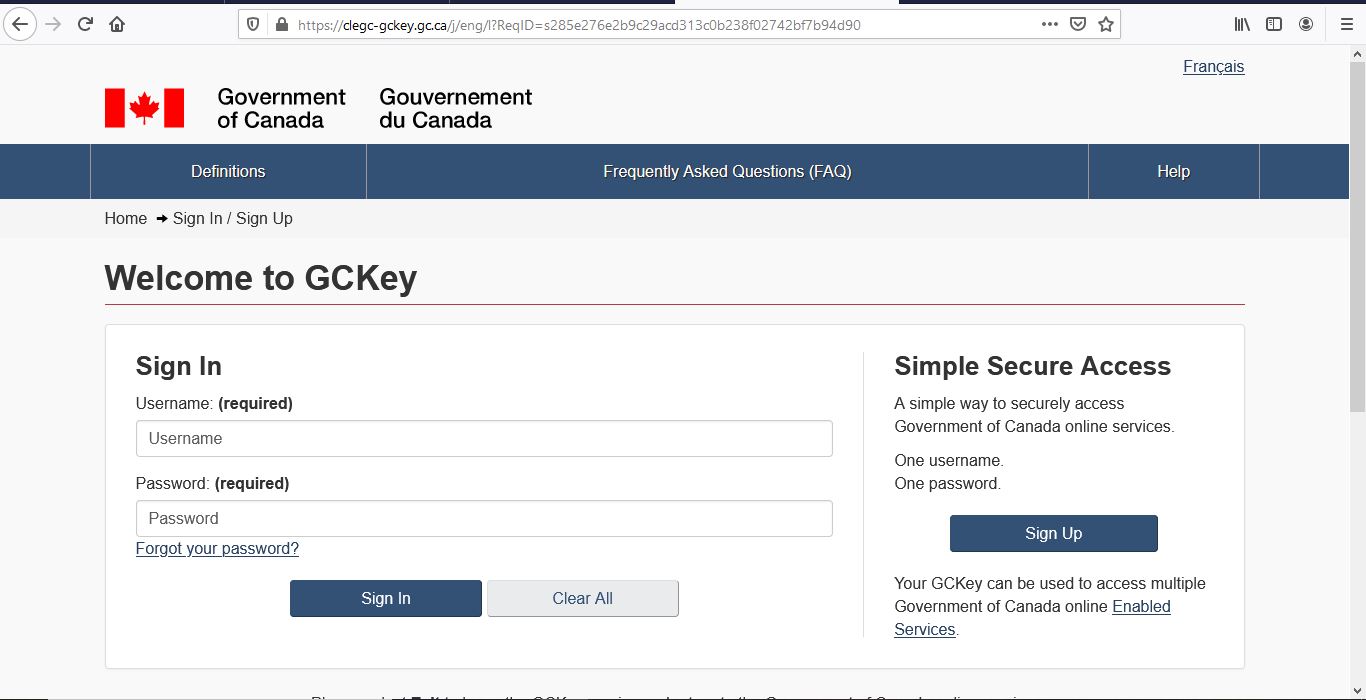 https://clegc-gckey.gc.ca/j/eng/l?ReqID=s285e276e2b9c29acd313c0b238f02742bf7b94d90
Français
Government
of Canada
Gouvernement
du Canada
Definitions
Frequently Asked Questions (FAQ)
Help
Home → Sign In / Sign Up
Welcome to GCKey
Sign In
Username: (required)
Username
Password: (required)
Password
Forgot your password?
Sign In
Clear All
Simple Secure Access
A simple way to securely access
Government of Canada online services.
One username.
One password.
Sign Up
Your GCKey can be used to access multiple
Government of Canada online Enabled
Services.